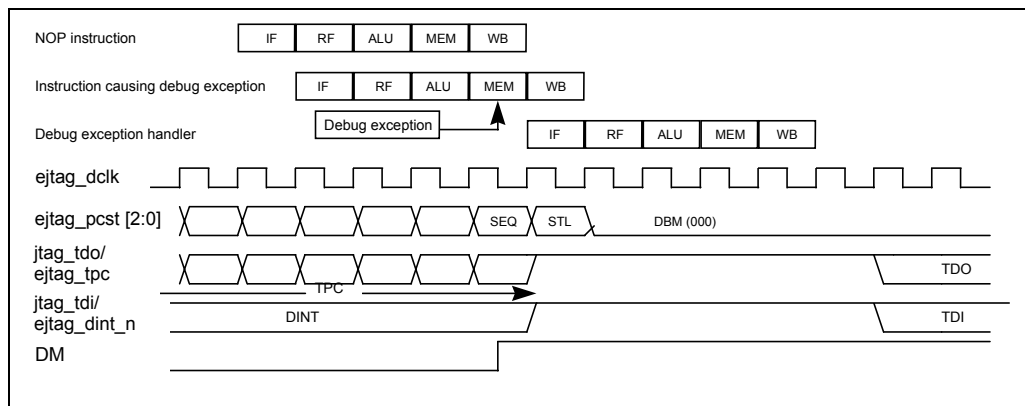 NOP instruction IF RF ALU MEM WB
Instruction causing debug exception IF RF ALU MEM WB
Debug exception
Debug exception handler IF RF ALU MEM WB
ejtag_dclk
ejtag_pcst [2:0] SEQ STL DBM (000)
jtag_tdo/
ejtag_tpc TDO
TPC
jtag_tdi/
ejtag_dint_n DINT TDI
DM